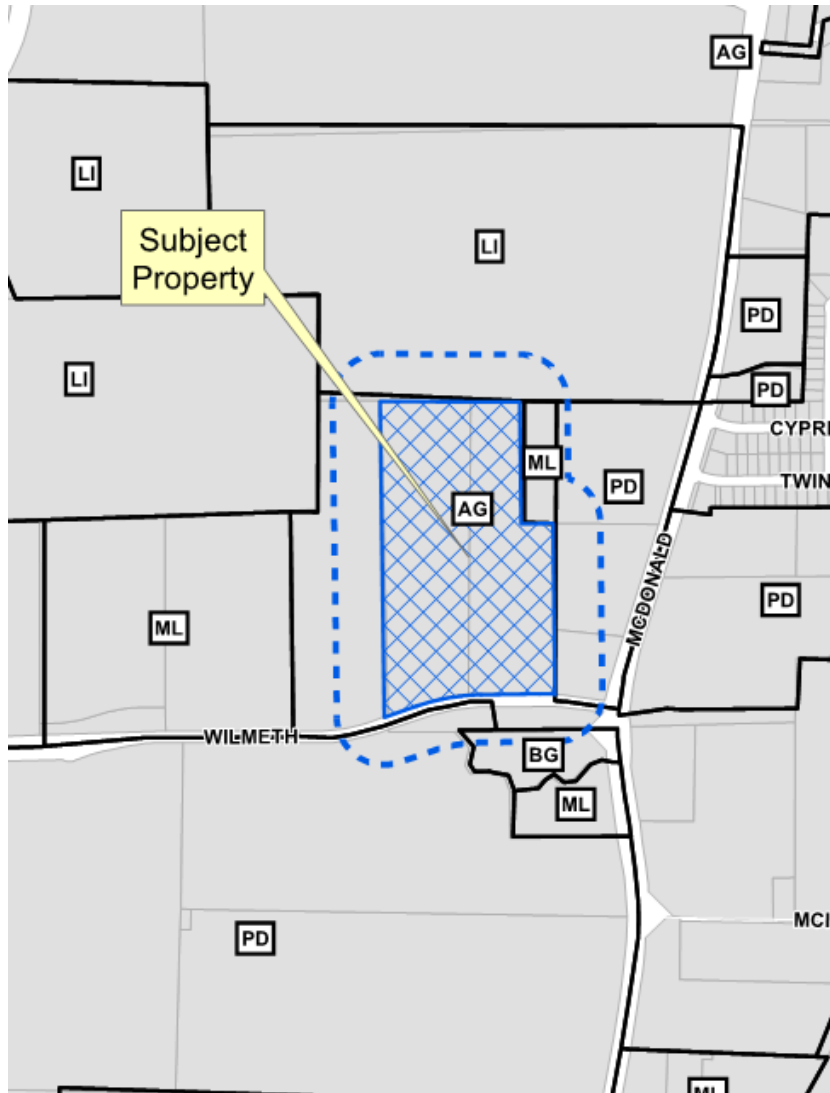 AG
LI
Subject
Property
LI
PD
LI
PD
CYPR
ML
TWIN
PD
AG
MCDONALD
PD
ML
WILMETH
BG
ML
MCI
PD
ML